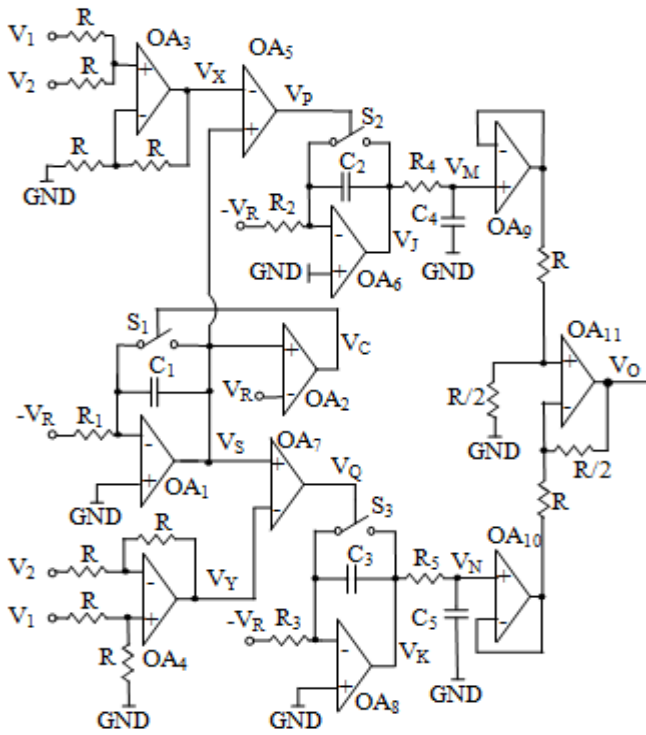 V1 R
OA3
OA5
V2 R
VX
VP
+
-
-
+
R R
GND
S2
C2
R4 VM
-
+
OA9
-VR R2
C4
-
+
VJ
GND
OA6
GND
R
S1
VC
C1
+
-
VR
OA2
OA11
VO
+
-
R/2
GND
R/2
-VR R1
-
+
VS
OA7
OA1
GND
+
-
VQ
S3
R
R
OA10
V2 R
-
+
VY
C3
R5 VN
+
-
V1 R
OA4
R
-VR R3
C5
-
+
VK
OA8
GND
GND
GND